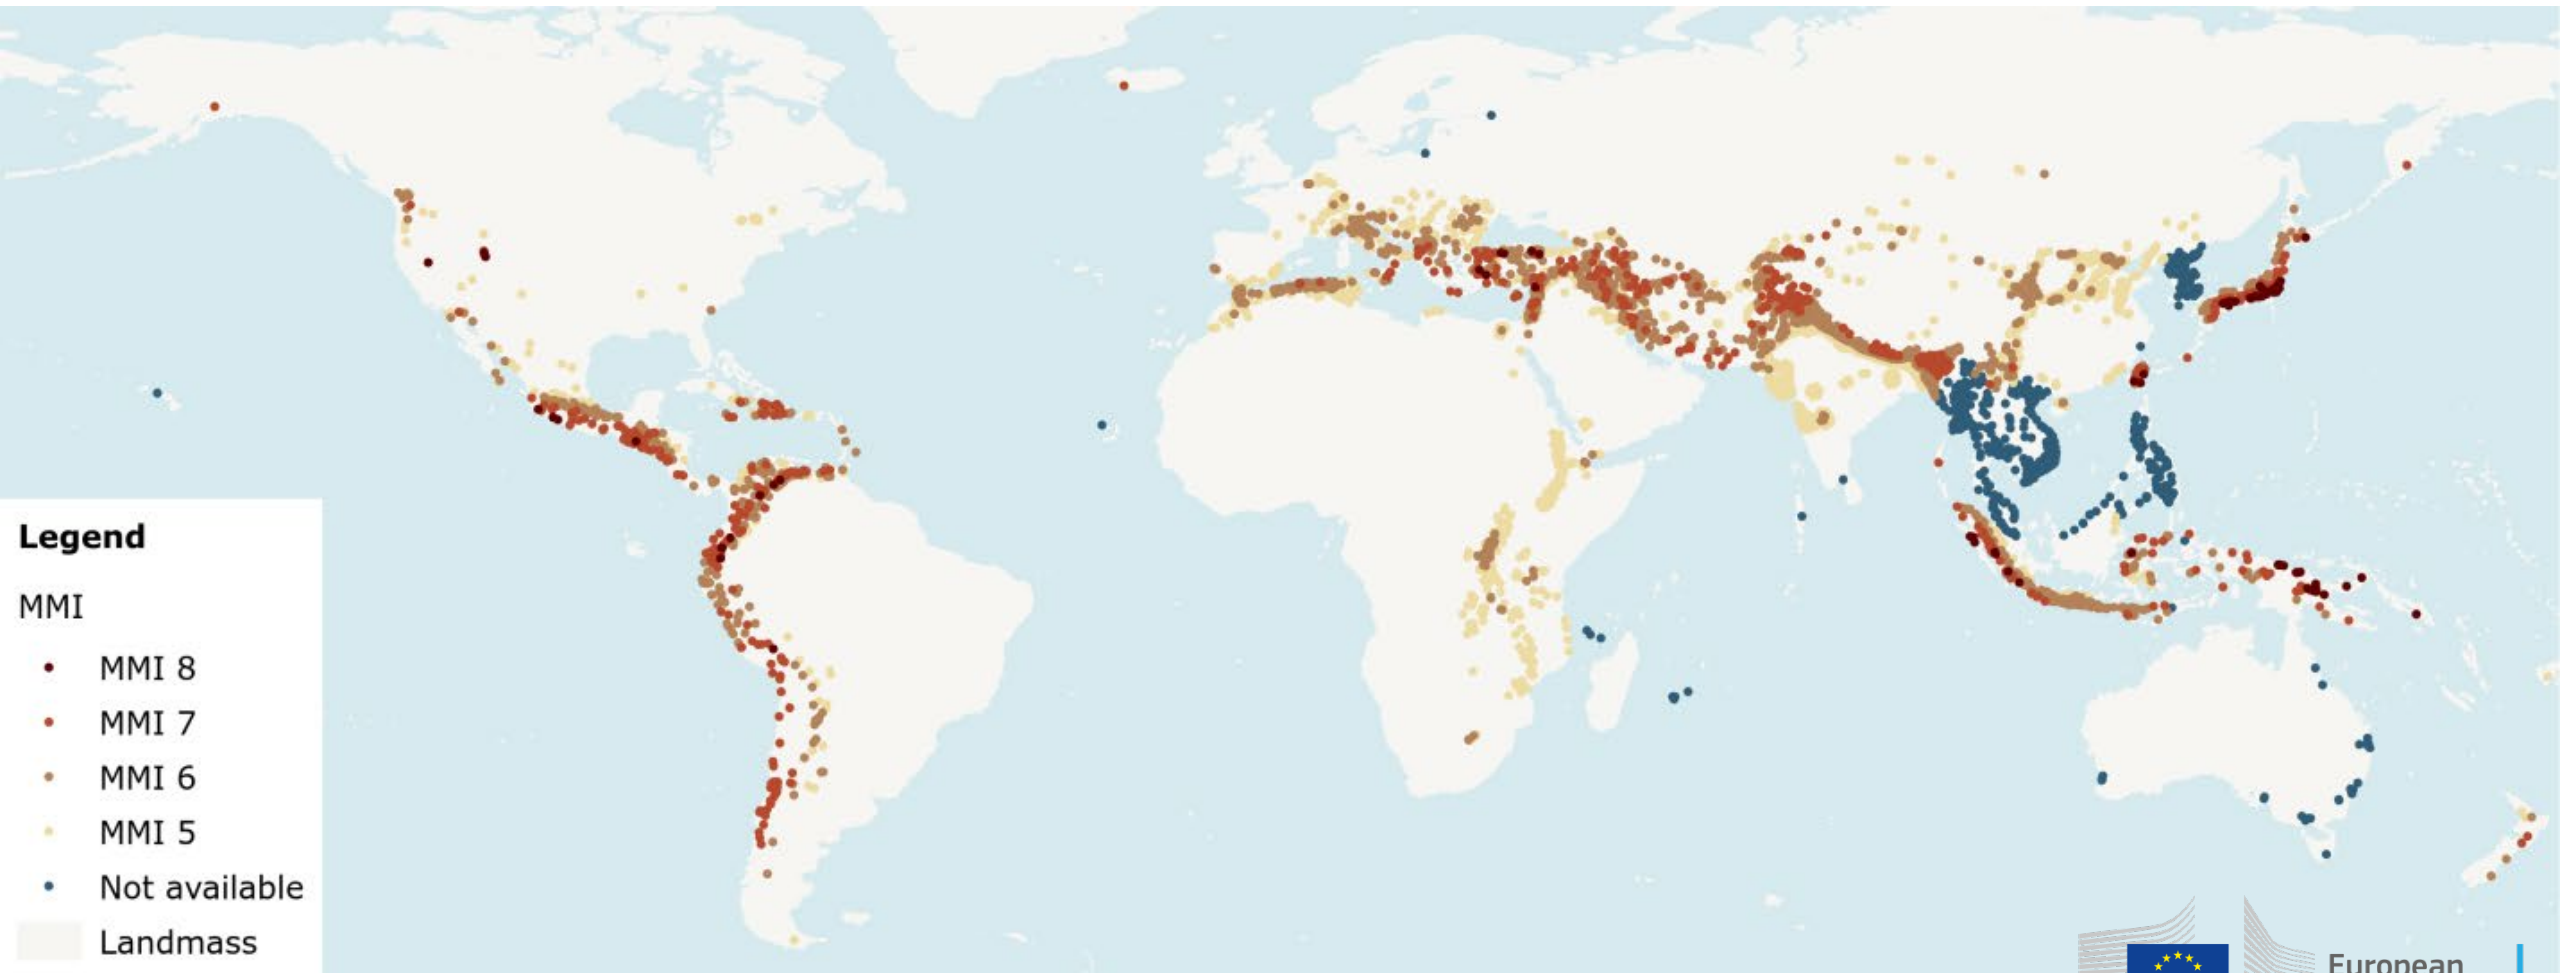 Legend
MMI
MMI 8
MMI 7
MMI 6
MMI 5
Not available
Landmass
European